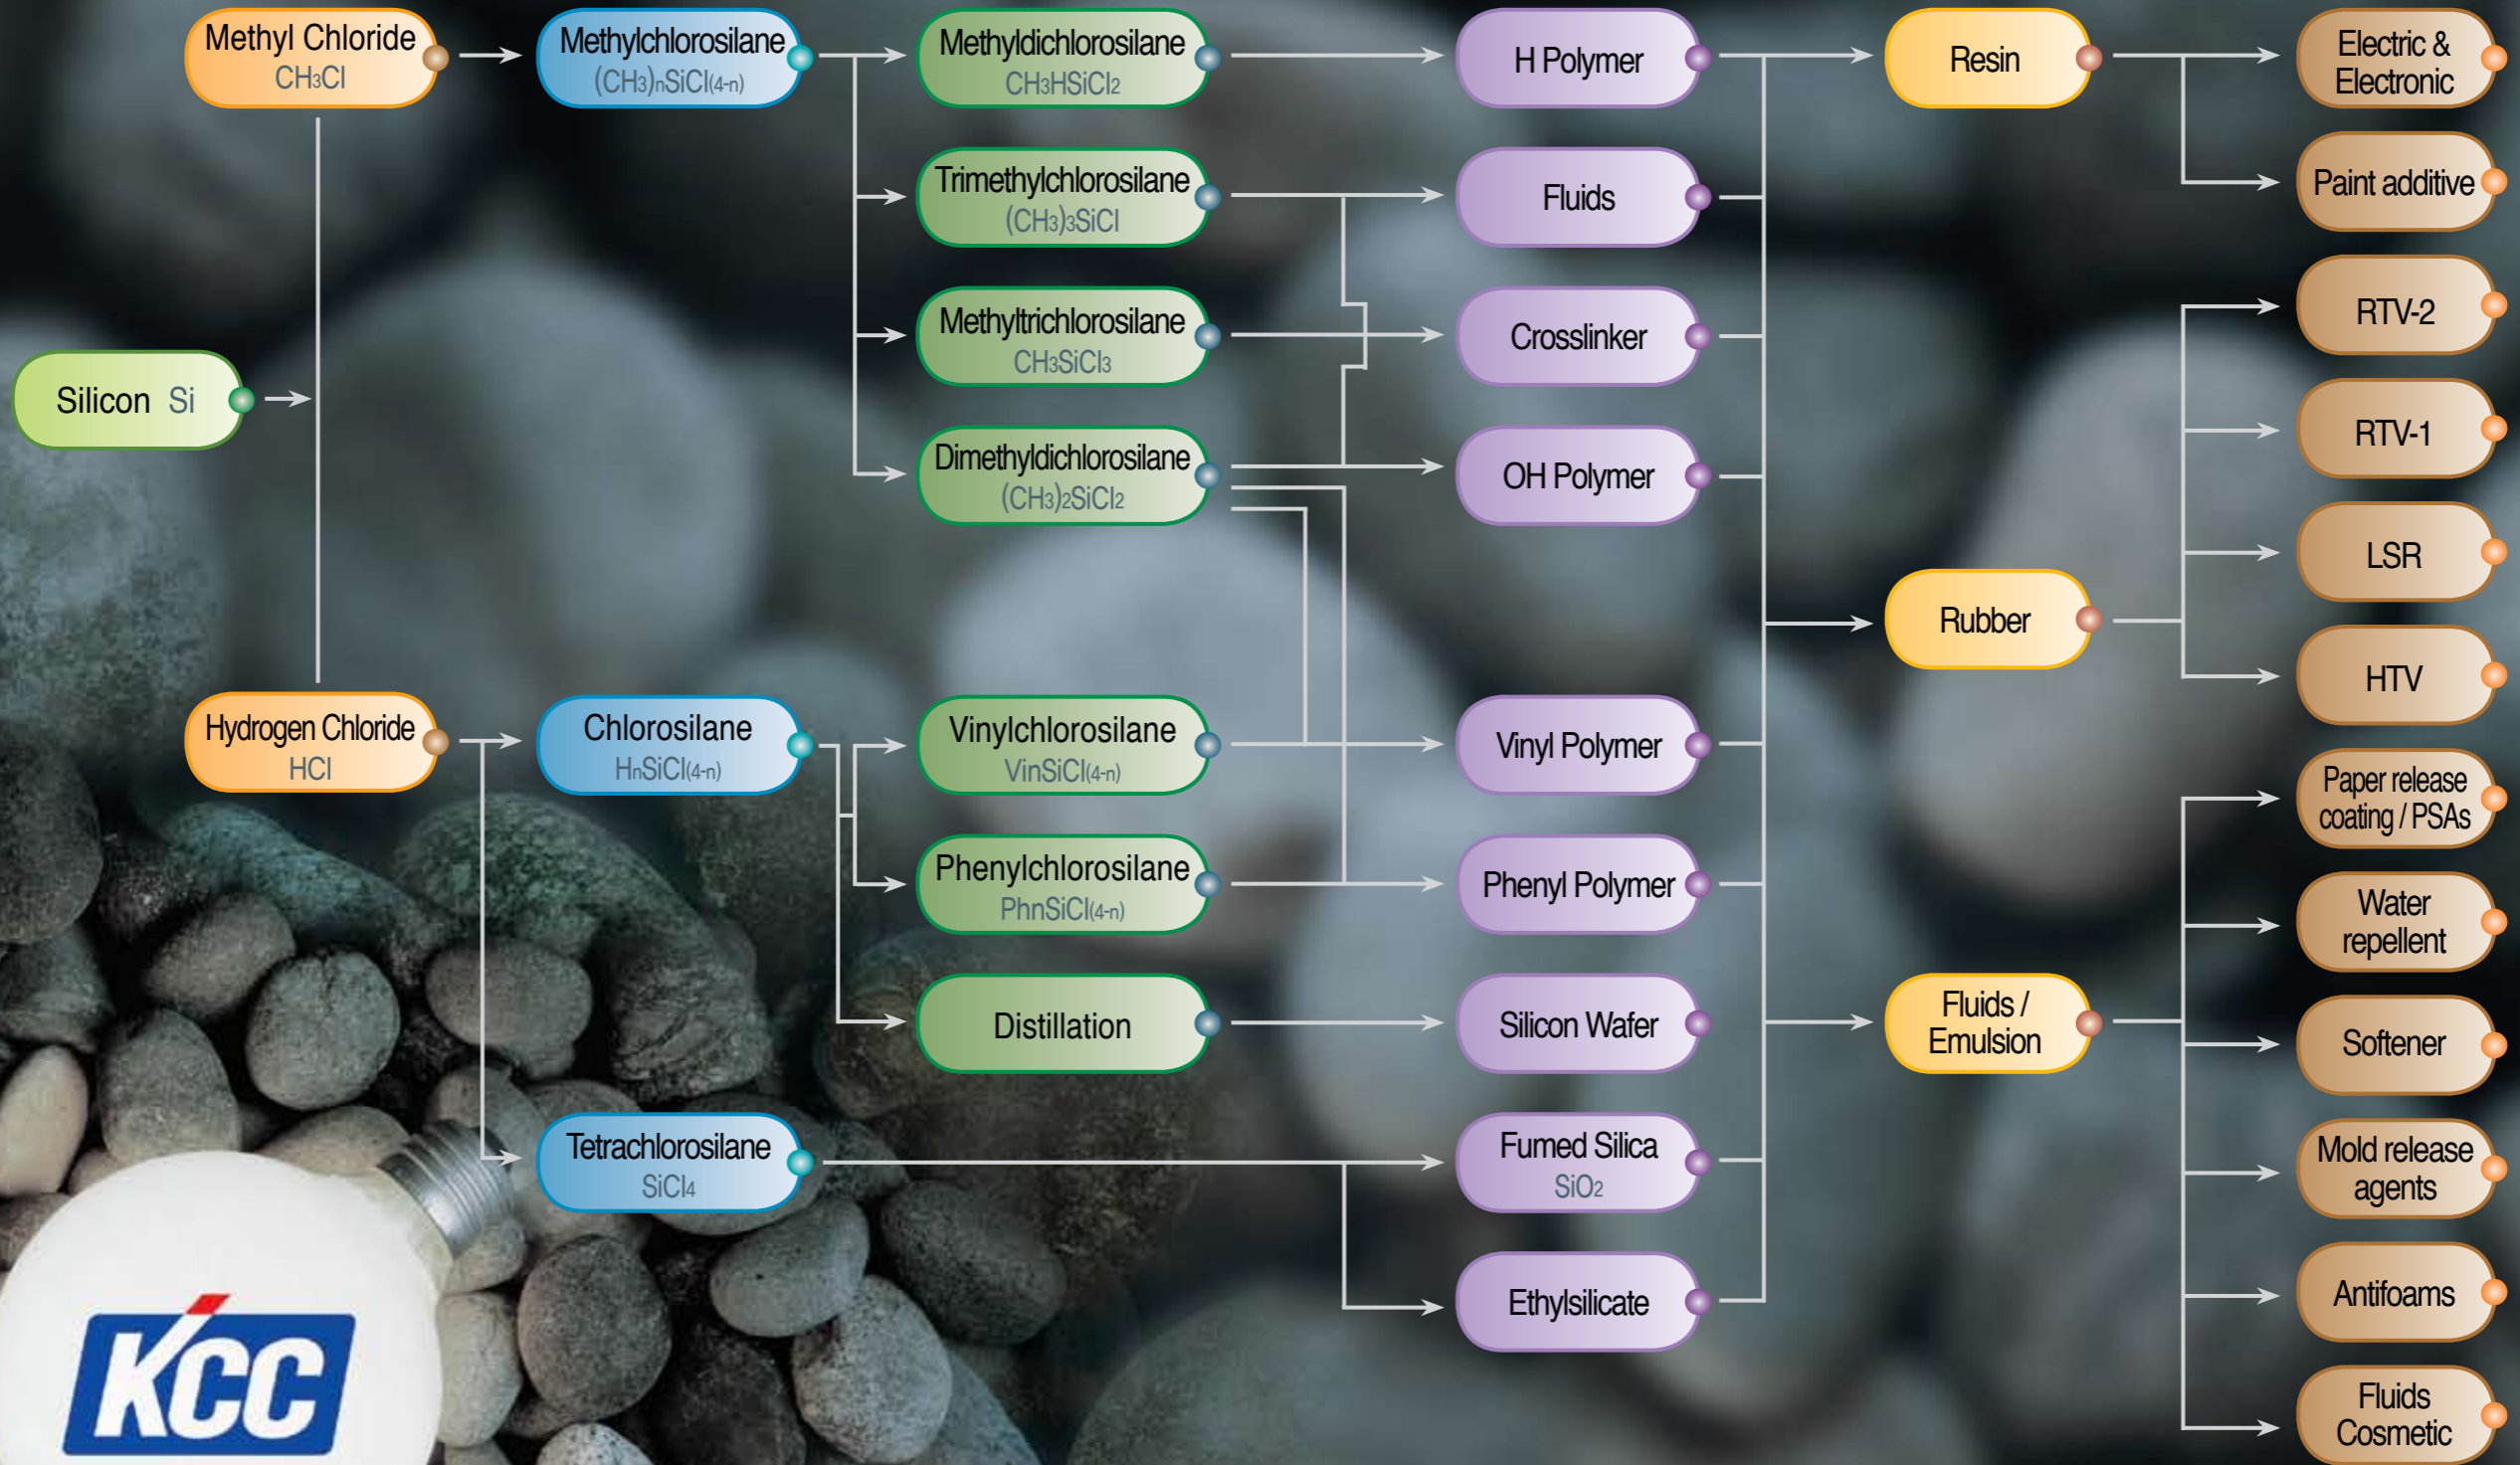 Methyl Chloride
CH3Cl
Methylchlorosilane
(CH3)nSiCl(4-n)
Methyldichlorosilane
CH3HSiCl2
H Polymer
Resin
Electric &
Electronic
Trimethylchlorosilane
(CH3)3SiCl
Fluids
Paint additive
Methyltrichlorosilane
CH3SiCl3
Crosslinker
RTV-2
Silicon Si
Dimethyldichlorosilane
(CH3)2SiCl2
OH Polymer
RTV-1
LSR
Rubber
HTV
Hydrogen Chloride
HCl
Chlorosilane
HnSiCl(4-n)
Vinylchlorosilane
VinSiCl(4-n)
Vinyl Polymer
Paper release
coating / PSAs
Phenylchlorosilane
PhnSiCl(4-n)
Phenyl Polymer
Water
repellent
Distillation
Silicon Wafer
Fluids /
Emulsion
Softener
Tetrachlorosilane
SiCl4
Fumed Silica
SiO2
Mold release
agents
Ethylsilicate
Antifoams
Fluids
Cosmetic
KCC